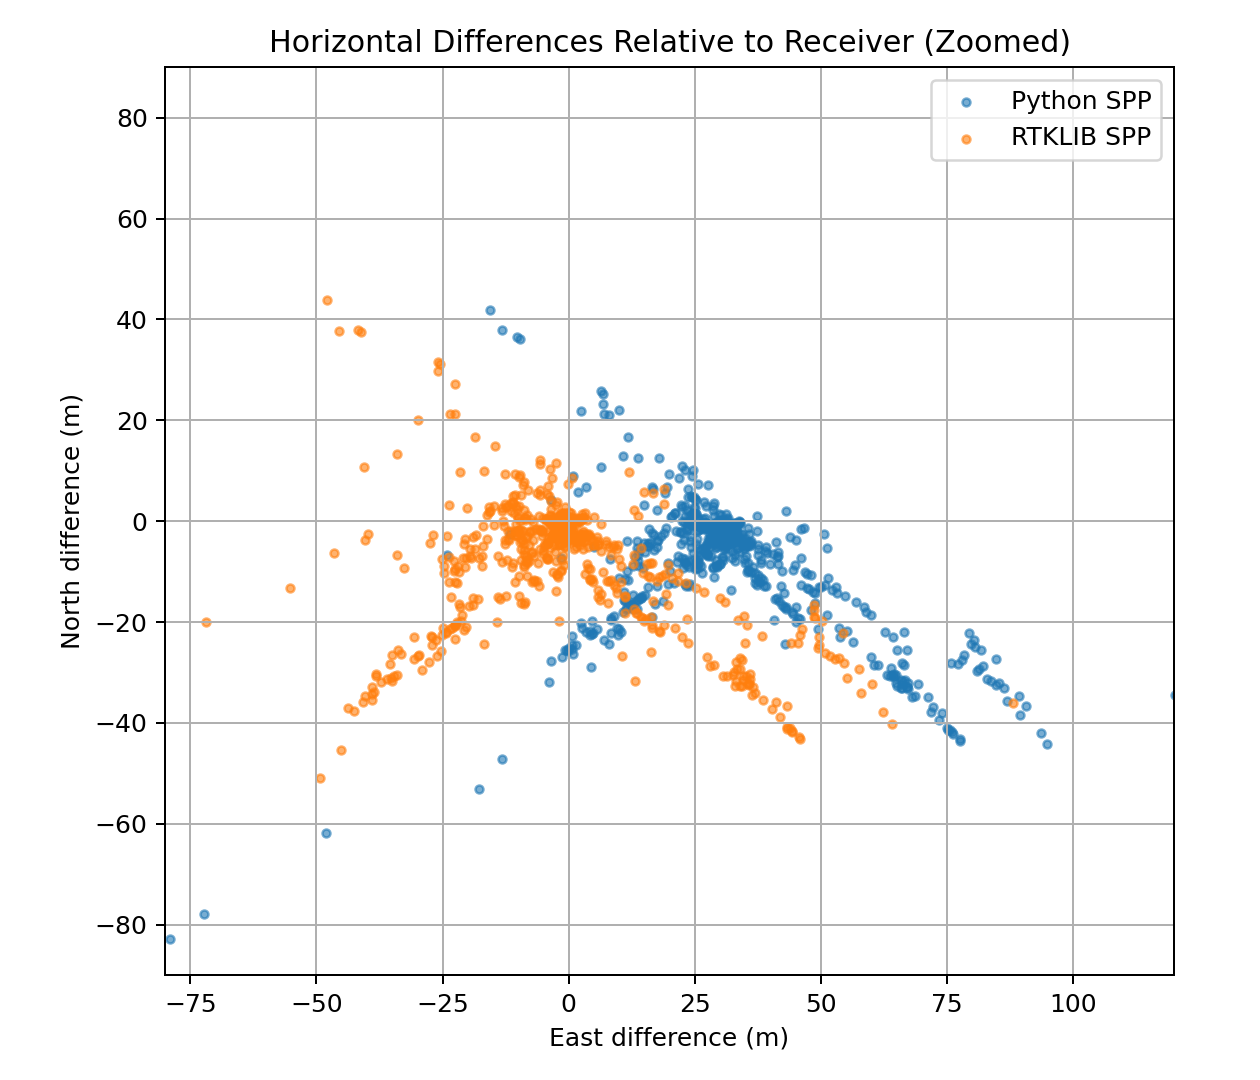 Horizontal Differences Relative to Receiver (Zoomed)
Python SPP
RTKLIB SPP
80
60
40
20
0
−20
−40
−60
−80
North difference (m)
−75 −50 −25 0 25 50 75 100
East difference (m)